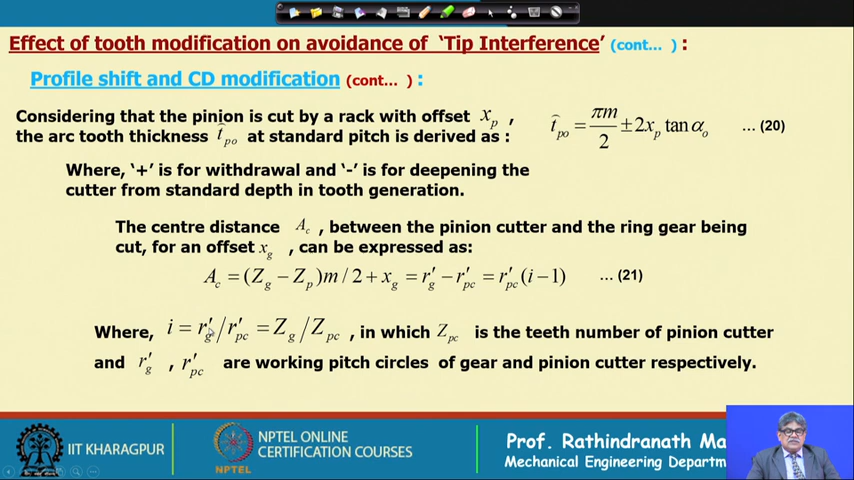 Effect of tooth modification on avoidance of 'Tip Interference' (cont... ) :
Profile shift and CD modification (cont... ) :
Considering that the pinion is cut by a rack with offset x_p ,
the arc tooth thickness t̂_po at standard pitch is derived as :
t̂_po = πm/2 ± 2x_p tan α_o ... (20)
Where, '+' is for withdrawal and '-' is for deepening the
cutter from standard depth in tooth generation.
The centre distance A_c , between the pinion cutter and the ring gear being
cut, for an offset x_g , can be expressed as:
A_c = (Z_g − Z_p)m / 2 + x_g = r′_g − r′_pc = r′_pc (i − 1) ... (21)
Where, i = r′_g / r′_pc = Z_g / Z_pc , in which Z_pc is the teeth number of pinion cutter
and r′_g , r′_pc are working pitch circles of gear and pinion cutter respectively.
IIT KHARAGPUR
NPTEL
NPTEL ONLINE
CERTIFICATION COURSES
Prof. Rathindranath Ma
Mechanical Engineering Departm